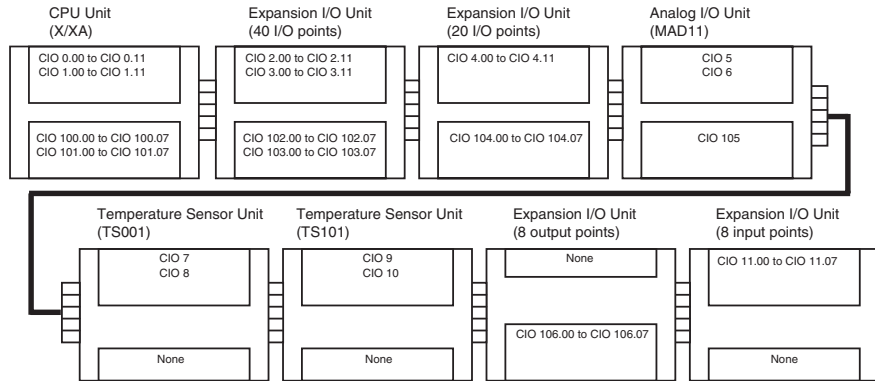 CPU Unit
(X/XA)
CIO 0.00 to CIO 0.11
CIO 1.00 to CIO 1.11
CIO 100.00 to CIO 100.07
CIO 101.00 to CIO 101.07
Expansion I/O Unit
(40 I/O points)
CIO 2.00 to CIO 2.11
CIO 3.00 to CIO 3.11
CIO 102.00 to CIO 102.07
CIO 103.00 to CIO 103.07
Expansion I/O Unit
(20 I/O points)
CIO 4.00 to CIO 4.11
CIO 104.00 to CIO 104.07
Analog I/O Unit
(MAD11)
CIO 5
CIO 6
CIO 105
Temperature Sensor Unit
(TS001)
CIO 7
CIO 8
None
Temperature Sensor Unit
(TS101)
CIO 9
CIO 10
None
Expansion I/O Unit
(8 output points)
None
CIO 106.00 to CIO 106.07
Expansion I/O Unit
(8 input points)
CIO 11.00 to CIO 11.07
None